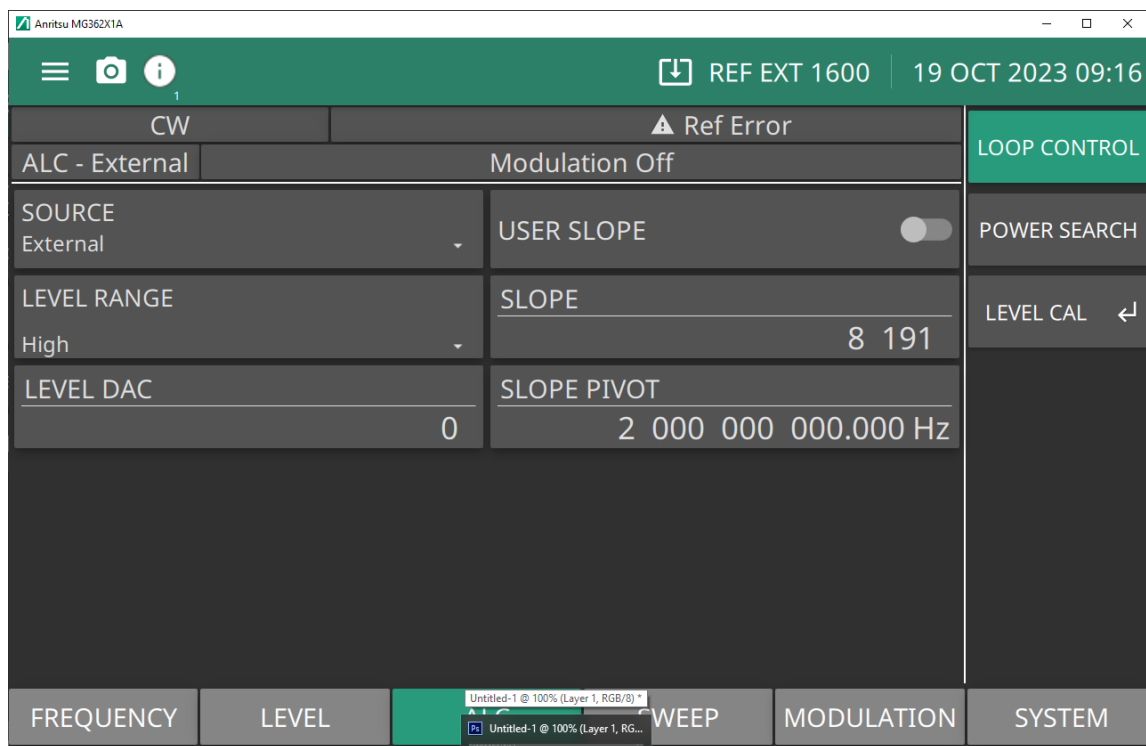 Anritsu MG362X1A
REF EXT 1600
19 OCT 2023 09:16
1
CW
Ref Error
ALC - External
Modulation Off
LOOP CONTROL
SOURCE
External
USER SLOPE
POWER SEARCH
LEVEL RANGE
High
SLOPE
8 191
LEVEL CAL
LEVEL DAC
0
SLOPE PIVOT
2 000 000 000.000 Hz
Untitled-1 @ 100% (Layer 1, RGB/8) *
FREQUENCY
LEVEL
Ps Untitled-1 @ 100% (Layer 1, RG...
WEEP
MODULATION
SYSTEM